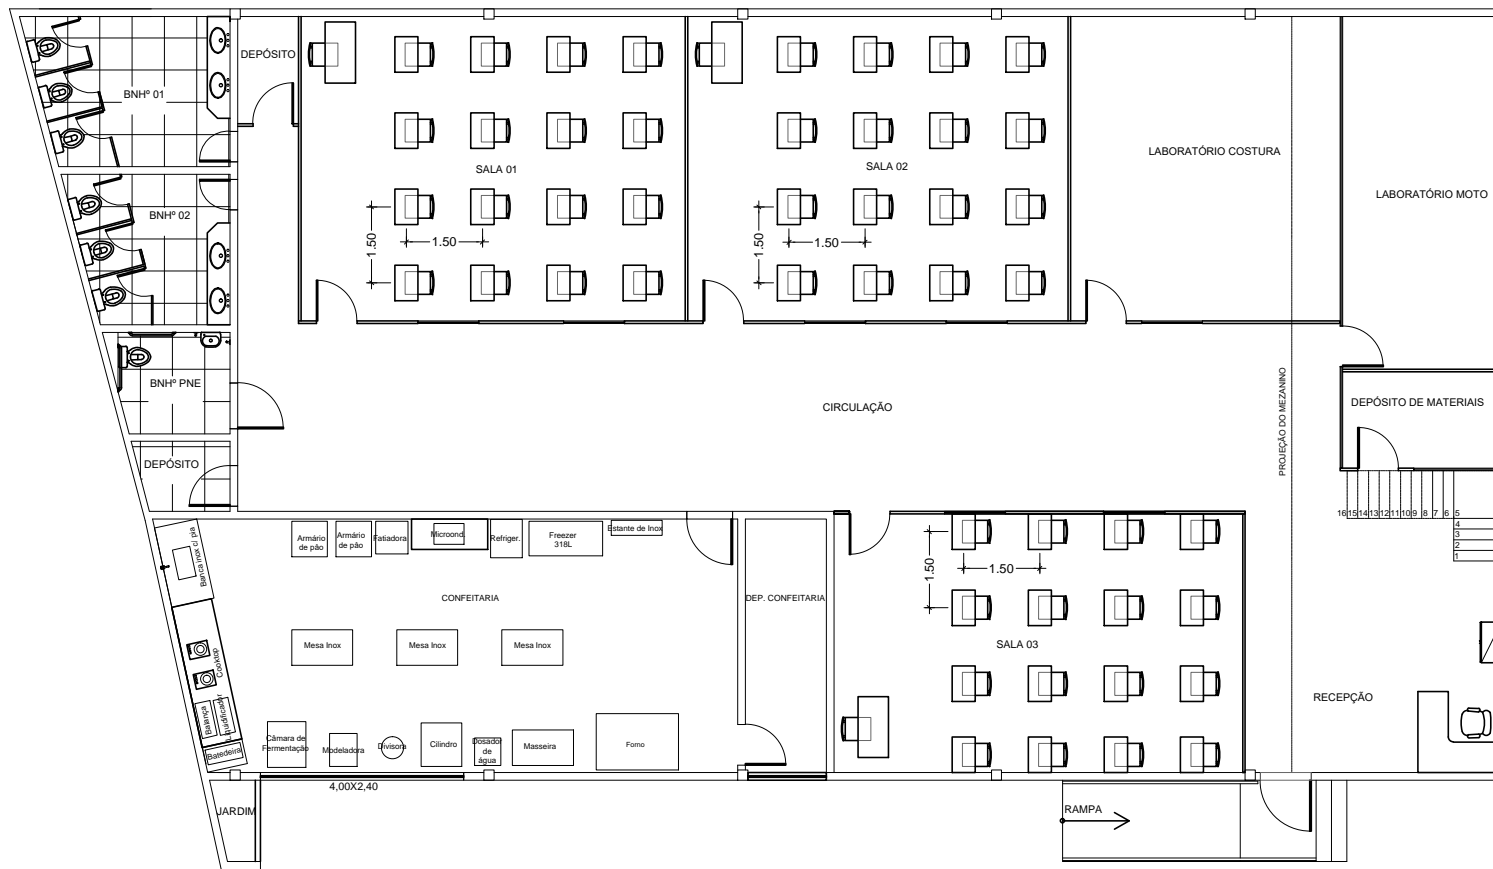 BNHº 01
DEPÓSITO
SALA 01
1.50
1.50
SALA 02
1.50
1.50
LABORATÓRIO COSTURA
LABORATÓRIO MOTO
BNHº 02
BNHº PNE
DEPÓSITO
CIRCULAÇÃO
PROJEÇÃO DO MEZANINO
DEPÓSITO DE MATERIAIS
16 15 14 13 12 11 10 9 8 7 6 5
4
3
2
1
Banca inox c/ pia
Armário
de pão
Armário
de pão
Fatiadora
Microond.
Refriger.
Freezer
318L
Estante de Inox
CONFEITARIA
DEP. CONFEITARIA
Mesa Inox
Mesa Inox
Mesa Inox
Cooktop
Balança
Liquidificador
Batedeira
Câmara de
Fermentação
Modeladora
Divisora
Cilindro
Dosador
de
água
Masseira
Forno
1.50
1.50
SALA 03
RECEPÇÃO
4,00X2,40
JARDIM
RAMPA